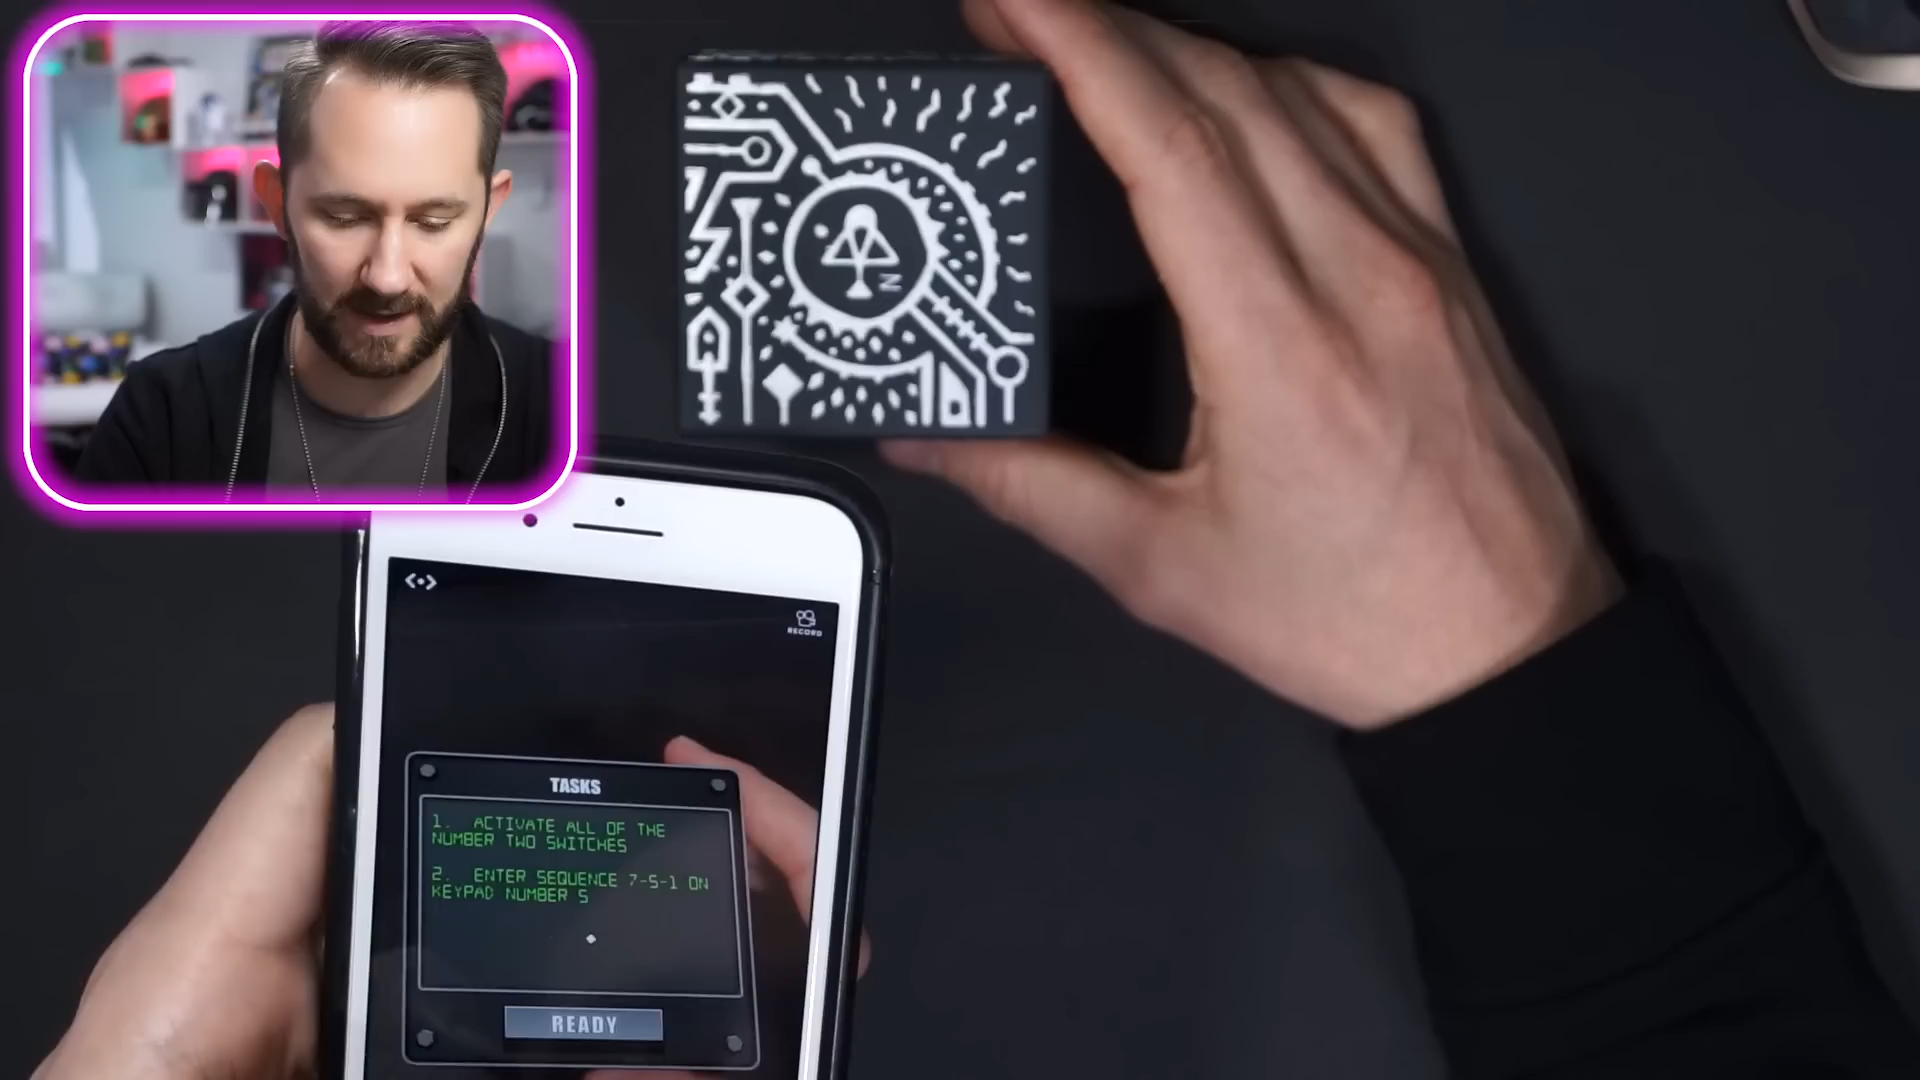 RECORD
TASKS
1. ACTIVATE ALL OF THE
NUMBER TWO SWITCHES
2. ENTER SEQUENCE 7-5-1 ON
KEYPAD NUMBER 5
READY